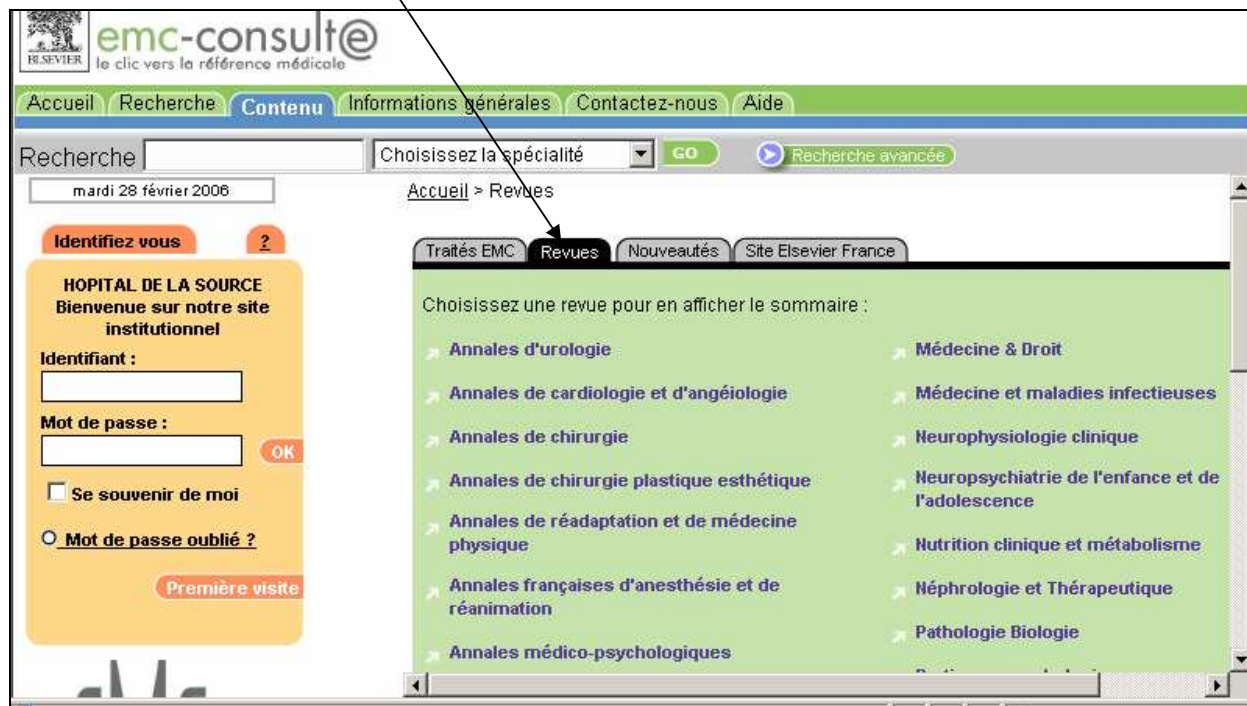 ELSEVIER
emc-consult@
le clic vers la référence médicale
Accueil Recherche Contenu Informations générales Contactez-nous Aide
Recherche Choisissez la spécialité GO Recherche avancée
mardi 28 février 2006
Accueil > Revues
Identifiez vous ?
Traités EMC Revues Nouveautés Site Elsevier France
HOPITAL DE LA SOURCE
Bienvenue sur notre site
institutionnel
Identifiant :
Mot de passe :
OK
Se souvenir de moi
Mot de passe oublié ?
Première visite
Choisissez une revue pour en afficher le sommaire :
Annales d'urologie
Annales de cardiologie et d'angéiologie
Annales de chirurgie
Annales de chirurgie plastique esthétique
Annales de réadaptation et de médecine
physique
Annales françaises d'anesthésie et de
réanimation
Annales médico-psychologiques
Médecine & Droit
Médecine et maladies infectieuses
Neurophysiologie clinique
Neuropsychiatrie de l'enfance et de
l'adolescence
Nutrition clinique et métabolisme
Néphrologie et Thérapeutique
Pathologie Biologie